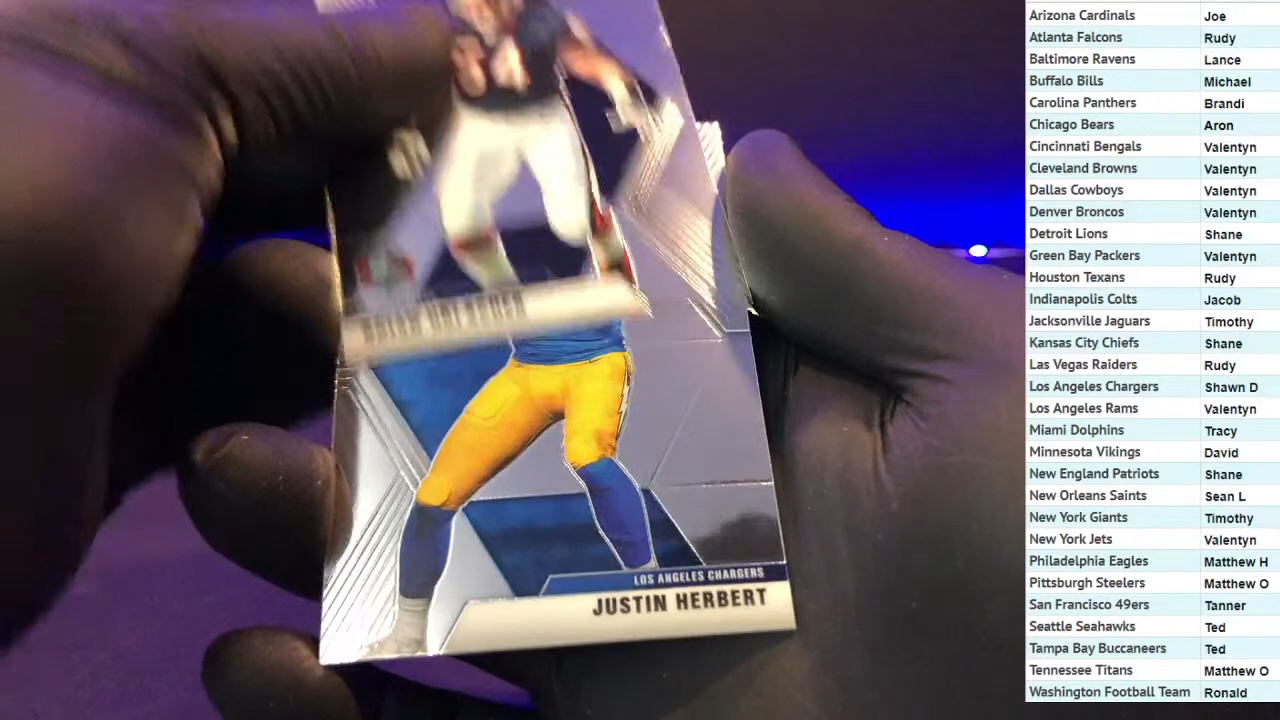 LOS ANGELES CHARGERS
JUSTIN HERBERT
Arizona Cardinals Joe
Atlanta Falcons Rudy
Baltimore Ravens Lance
Buffalo Bills Michael
Carolina Panthers Brandi
Chicago Bears Aron
Cincinnati Bengals Valentyn
Cleveland Browns Valentyn
Dallas Cowboys Valentyn
Denver Broncos Valentyn
Detroit Lions Shane
Green Bay Packers Valentyn
Houston Texans Rudy
Indianapolis Colts Jacob
Jacksonville Jaguars Timothy
Kansas City Chiefs Shane
Las Vegas Raiders Rudy
Los Angeles Chargers Shawn D
Los Angeles Rams Valentyn
Miami Dolphins Tracy
Minnesota Vikings David
New England Patriots Shane
New Orleans Saints Sean L
New York Giants Timothy
New York Jets Valentyn
Philadelphia Eagles Matthew H
Pittsburgh Steelers Matthew O
San Francisco 49ers Tanner
Seattle Seahawks Ted
Tampa Bay Buccaneers Ted
Tennessee Titans Matthew O
Washington Football Team Ronald